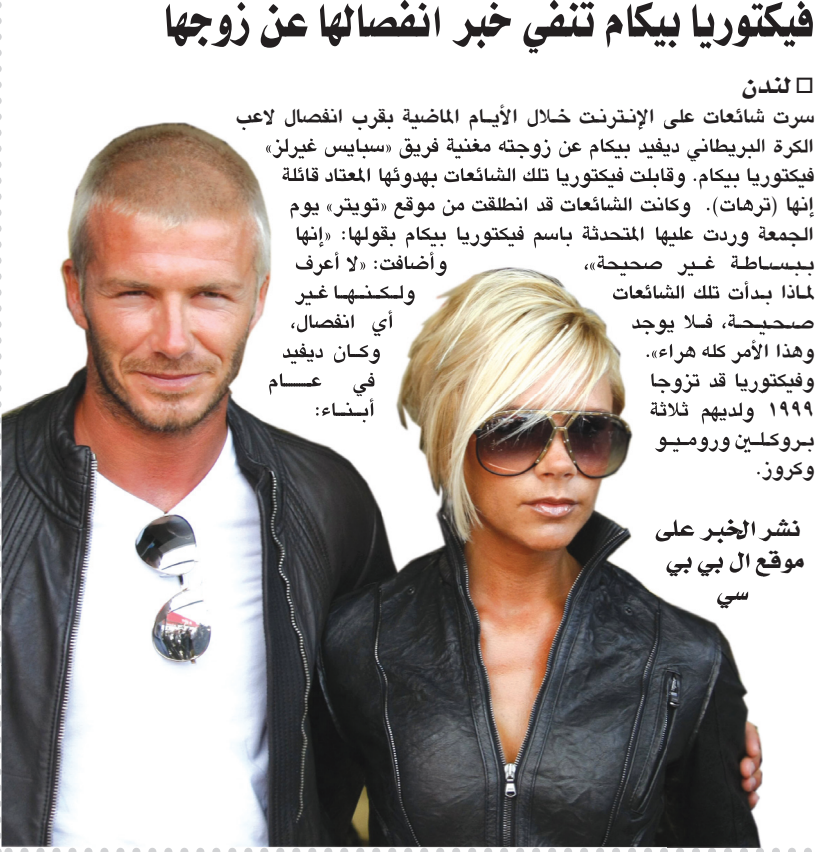 فيكتوريا بيكام تنفي خبر انفصالها عن زوجها
□ لندن
سرت شائعات على الإنترنت خلال الأيام الماضية بقرب انفصال لاعب
الكرة البريطاني ديفيد بيكام عن زوجته مغنية فريق «سبايس غيرلز»
فيكتوريا بيكام. وقابلت فيكتوريا تلك الشائعات بهدوئها المعتاد قائلة
إنها (ترهات). وكانت الشائعات قد انطلقت من موقع «تويتر» يوم
الجمعة وردت عليها المتحدثة باسم فيكتوريا بيكام بقولها: «إنها
ببساطة غير صحيحة»، وأضافت: «لا أعرف
لماذا بدأت تلك الشائعات ولكنها غير
صحيحة، فلا يوجد أي انفصال،
وهذا الأمر كله هراء». وكان ديفيد
وفيكتوريا قد تزوجا في عام
١٩٩٩ ولديهم ثلاثة أبناء:
بروكلين وروميو
وكروز.
نشر الخبر على
موقع ال بي بي
سي